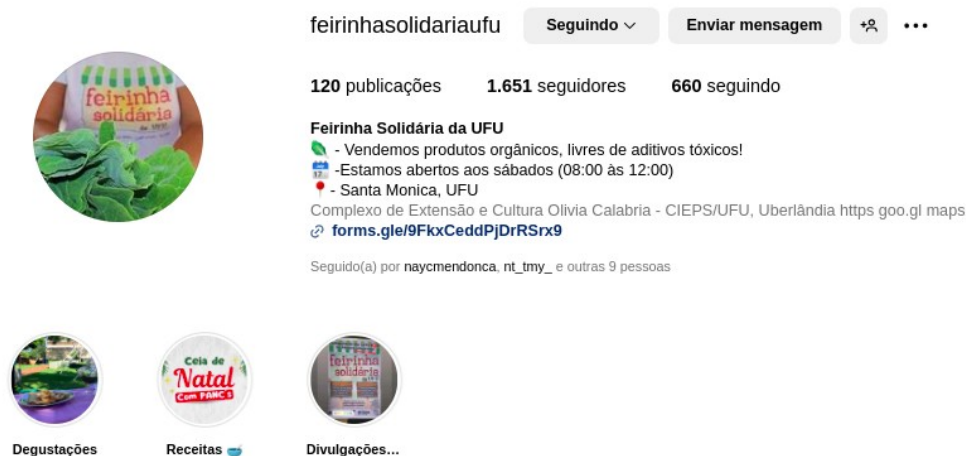 feirinhasolidariaufu Seguindo Enviar mensagem
120 publicações 1.651 seguidores 660 seguindo
feirinha
solidária
Feirinha Solidária da UFU
- Vendemos produtos orgânicos, livres de aditivos tóxicos!
-Estamos abertos aos sábados (08:00 às 12:00)
- Santa Monica, UFU
Complexo de Extensão e Cultura Olivia Calabria - CIEPS/UFU, Uberlândia https goo.gl maps
forms.gle/9FkxCeddPjDrRSrx9
Seguido(a) por naycmendonca, nt_tmy_ e outras 9 pessoas
Ceia de
Natal
Com PANC's
feirinha
solidária
Degustações Receitas Divulgações...